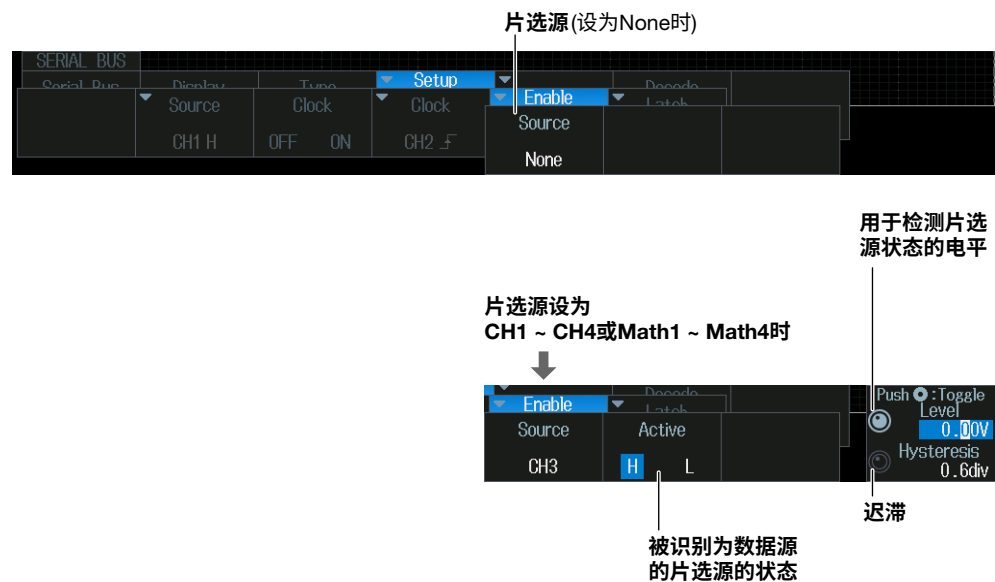 片选源(设为None时)
SERIAL BUS
Setup
Serial Bus Display Type Decode
Enable
Source Clock Clock Latch
Source
CH1 H OFF ON CH2
None
用于检测片选
源状态的电平
片选源设为
CH1 ~ CH4或Math1 ~ Math4时
Decode
Push :Toggle
Enable Latch
Level
Source Active
0.00V
Hysteresis
CH3 H L
0.6div
迟滞
被识别为数据源
的片选源的状态